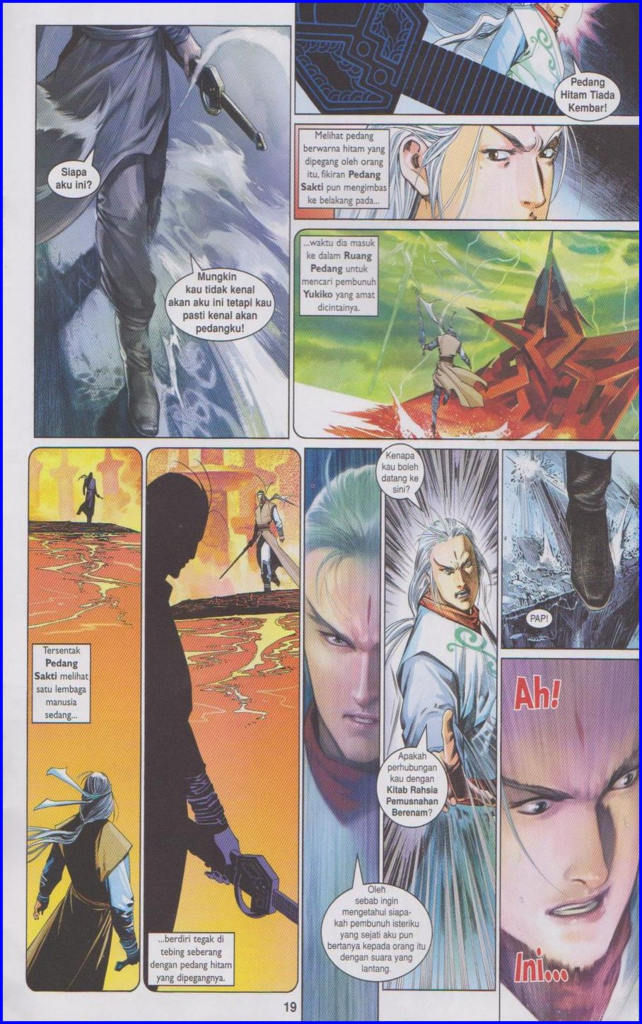 Siapa
aku ini?
Mungkin
kau tidak kenal
akan aku ini tetapi kau
pasti kenal akan
pedangku!
Pedang
Hitam Tiada
Kembar!
Melihat pedang
berwarna hitam yang
dipegang oleh orang
itu, fikiran Pedang
Sakti pun mengimbas
ke belakang pada...
...waktu dia masuk
ke dalam Ruang
Pedang untuk
mencari pembunuh
Yukiko yang amat
dicintainya.
Tersentak
Pedang
Sakti melihat
satu lembaga
manusia
sedang...
...berdiri tegak di
tebing seberang
dengan pedang hitam
yang dipegangnya.
Oleh
sebab ingin
mengetahui siapa-
kah pembunuh isteriku
yang sejati aku pun
bertanya kepada orang itu
dengan suara yang
lantang.
Kenapa
kau boleh
datang ke
sini?
Apakah
perhubungan
kau dengan
Kitab Rahsia
Pemusnahan
Berenam?
PAP!
Ah!
Ini...
19